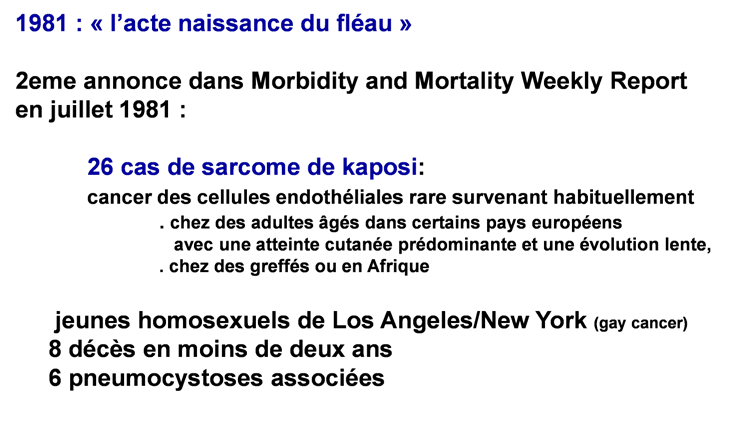 1981 : « l’acte naissance du fléau »
2eme annonce dans Morbidity and Mortality Weekly Report
en juillet 1981 :
26 cas de sarcome de kaposi:
cancer des cellules endothéliales rare survenant habituellement
. chez des adultes âgés dans certains pays européens
avec une atteinte cutanée prédominante et une évolution lente,
. chez des greffés ou en Afrique
jeunes homosexuels de Los Angeles/New York (gay cancer)
8 décès en moins de deux ans
6 pneumocystoses associées